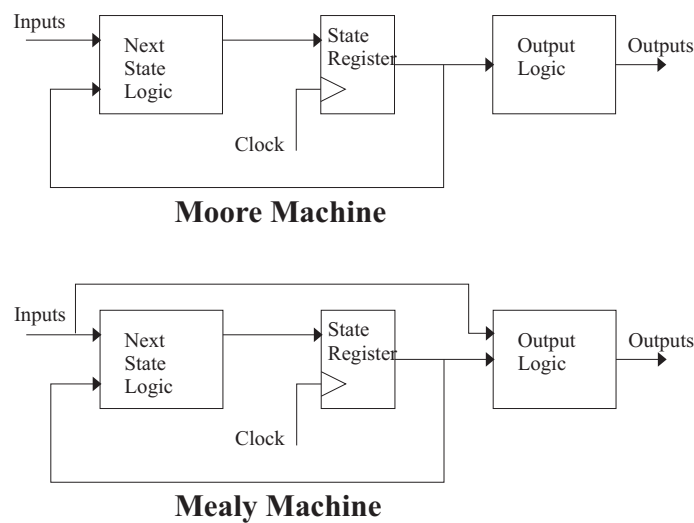 Inputs
Next
State
Logic
State
Register
Clock
Output
Logic
Outputs
Moore Machine
Inputs
Next
State
Logic
State
Register
Clock
Output
Logic
Outputs
Mealy Machine